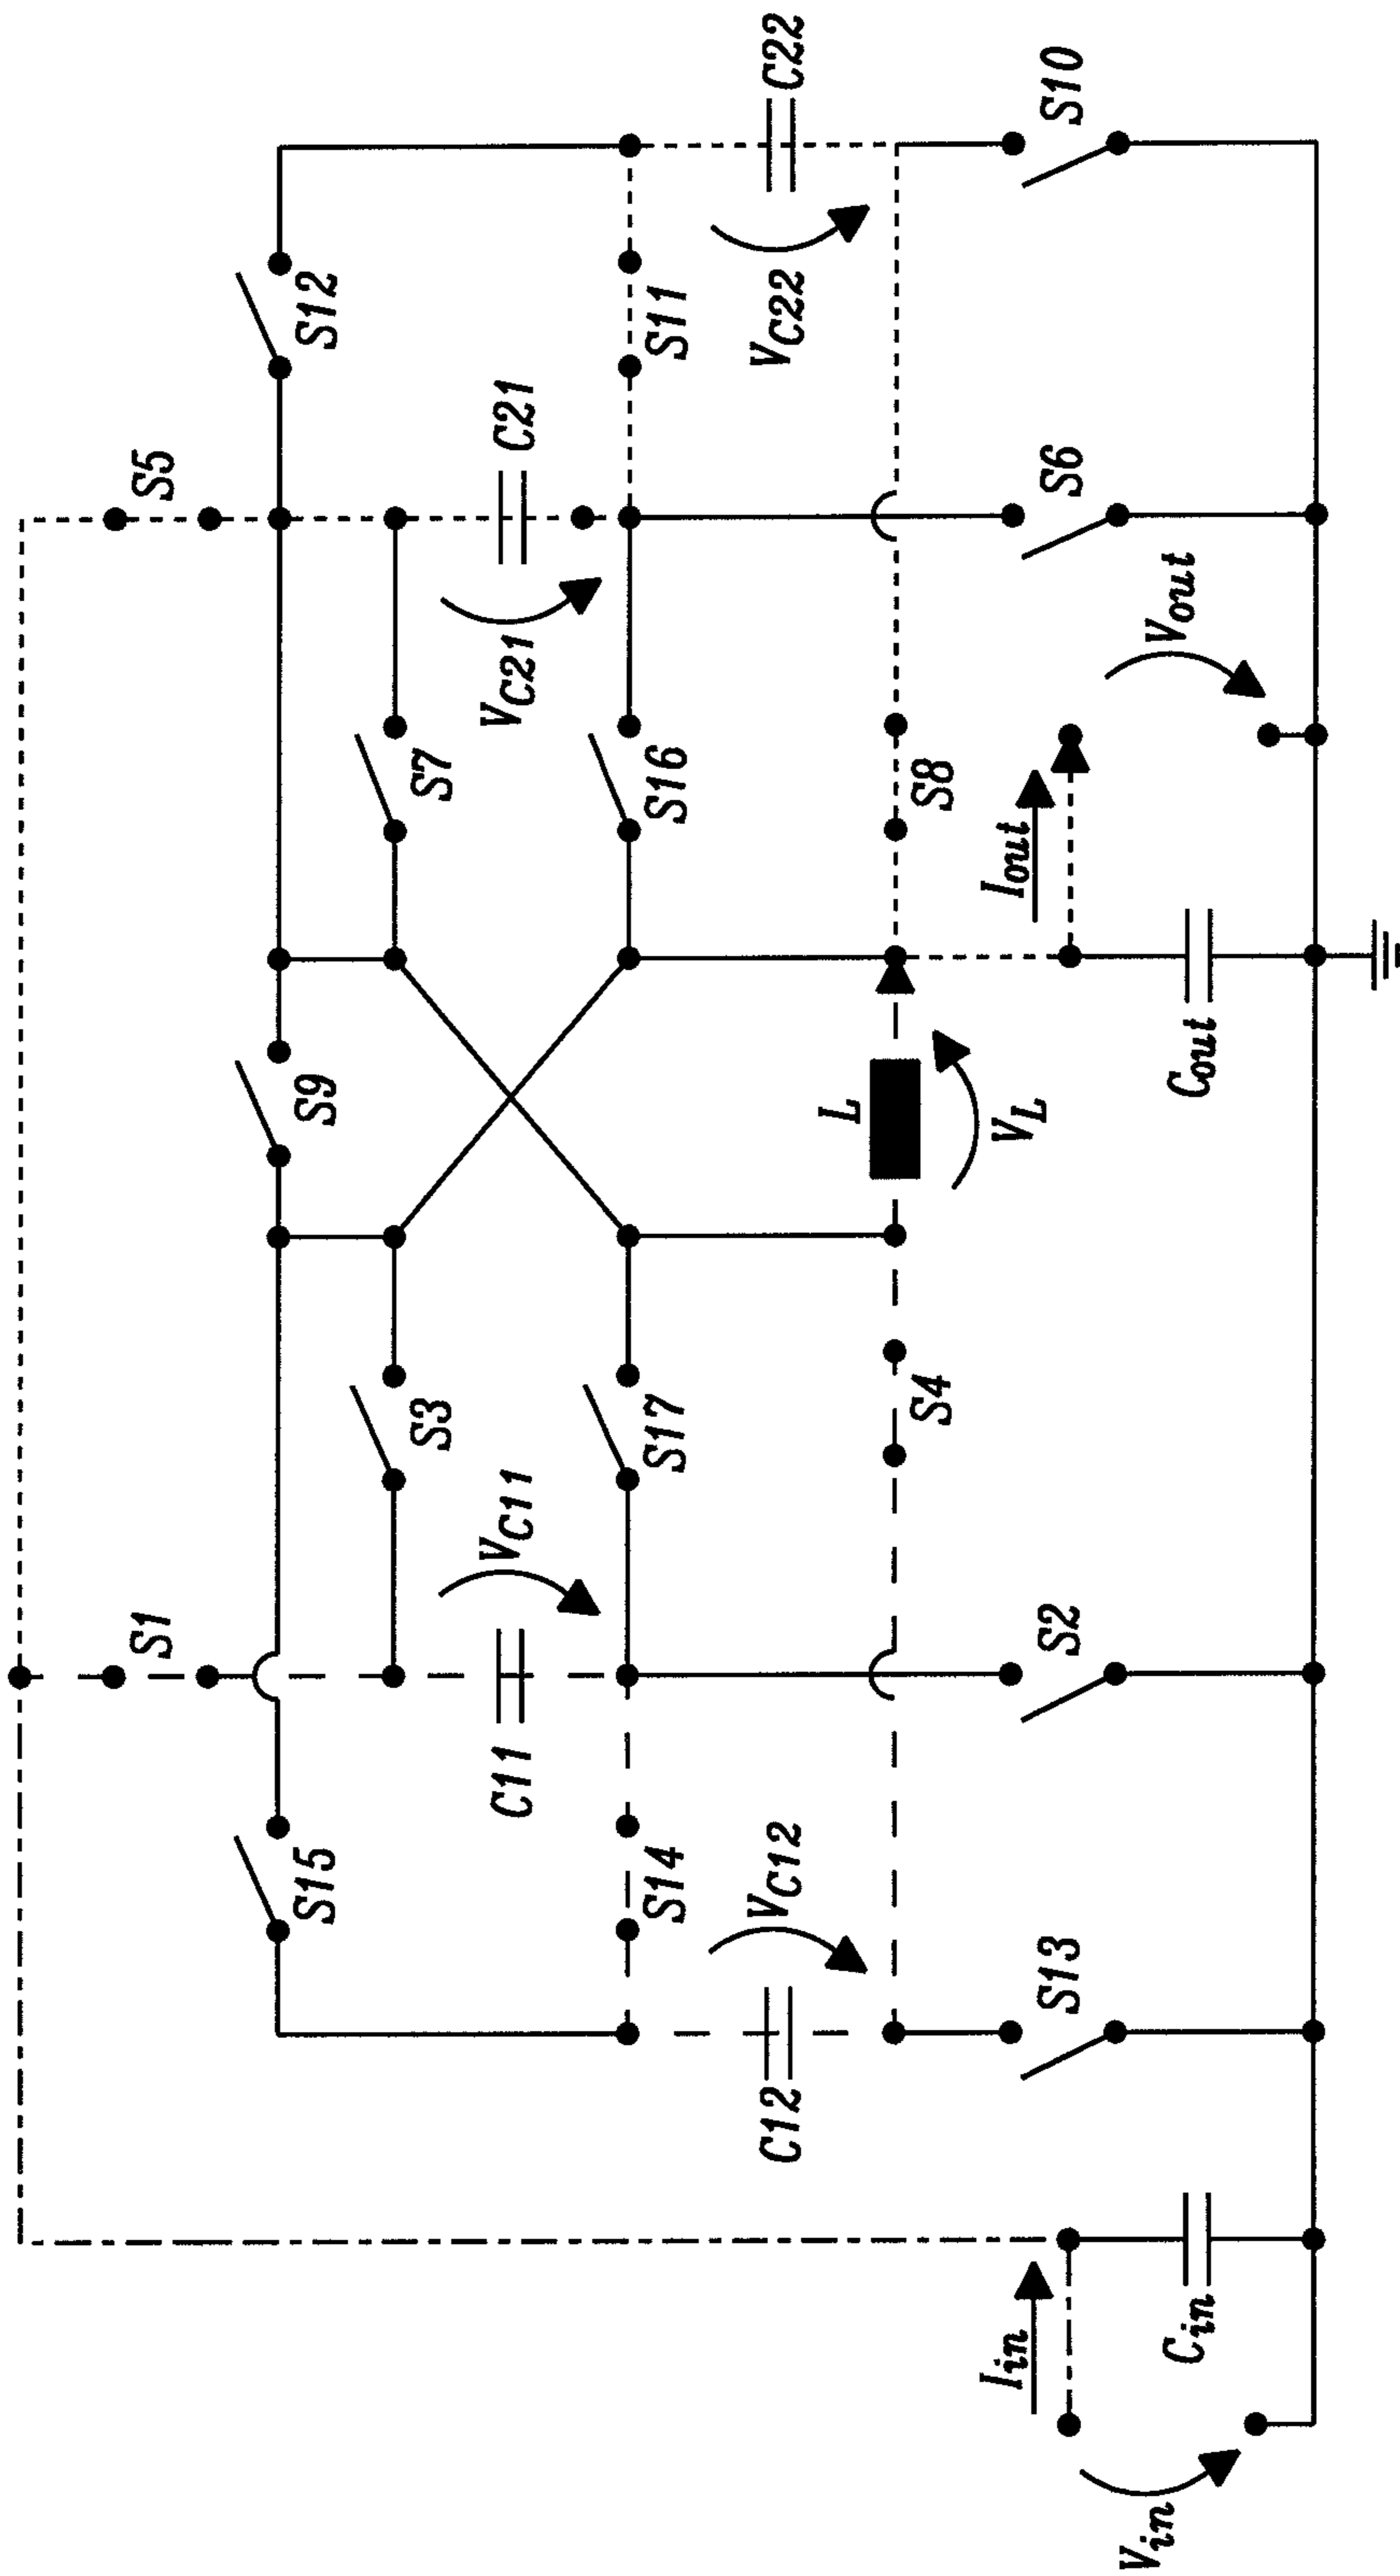 S5
S12
C22
S1
C21
S9
S7
S11
VC22
S10
S15
S3
VC11
VC21
S16
C11
S17
S14
VC12
L
S8
S6
C12
S4
VL
Iout
Vout
S13
S2
Cout
Iin
Cin
Vin